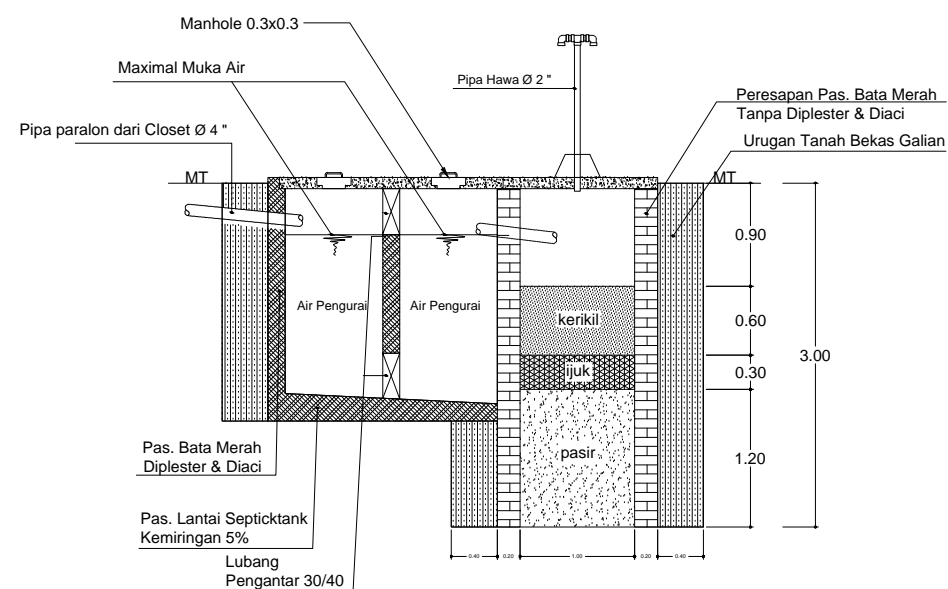 Manhole 0.3x0.3
Maximal Muka Air
Pipa Hawa Ø 2 "
Peresapan Pas. Bata Merah
Tanpa Diplester & Diaci
Pipa paralon dari Closet Ø 4 "
Urugan Tanah Bekas Galian
MT
MT
0.90
Air Pengurai
Air Pengurai
kerikil
0.60
3.00
ijuk
0.30
Pas. Bata Merah
Diplester & Diaci
pasir
1.20
Pas. Lantai Septicktank
Kemiringan 5%
Lubang
Pengantar 30/40
0.40
0.20
1.00
0.20
0.40